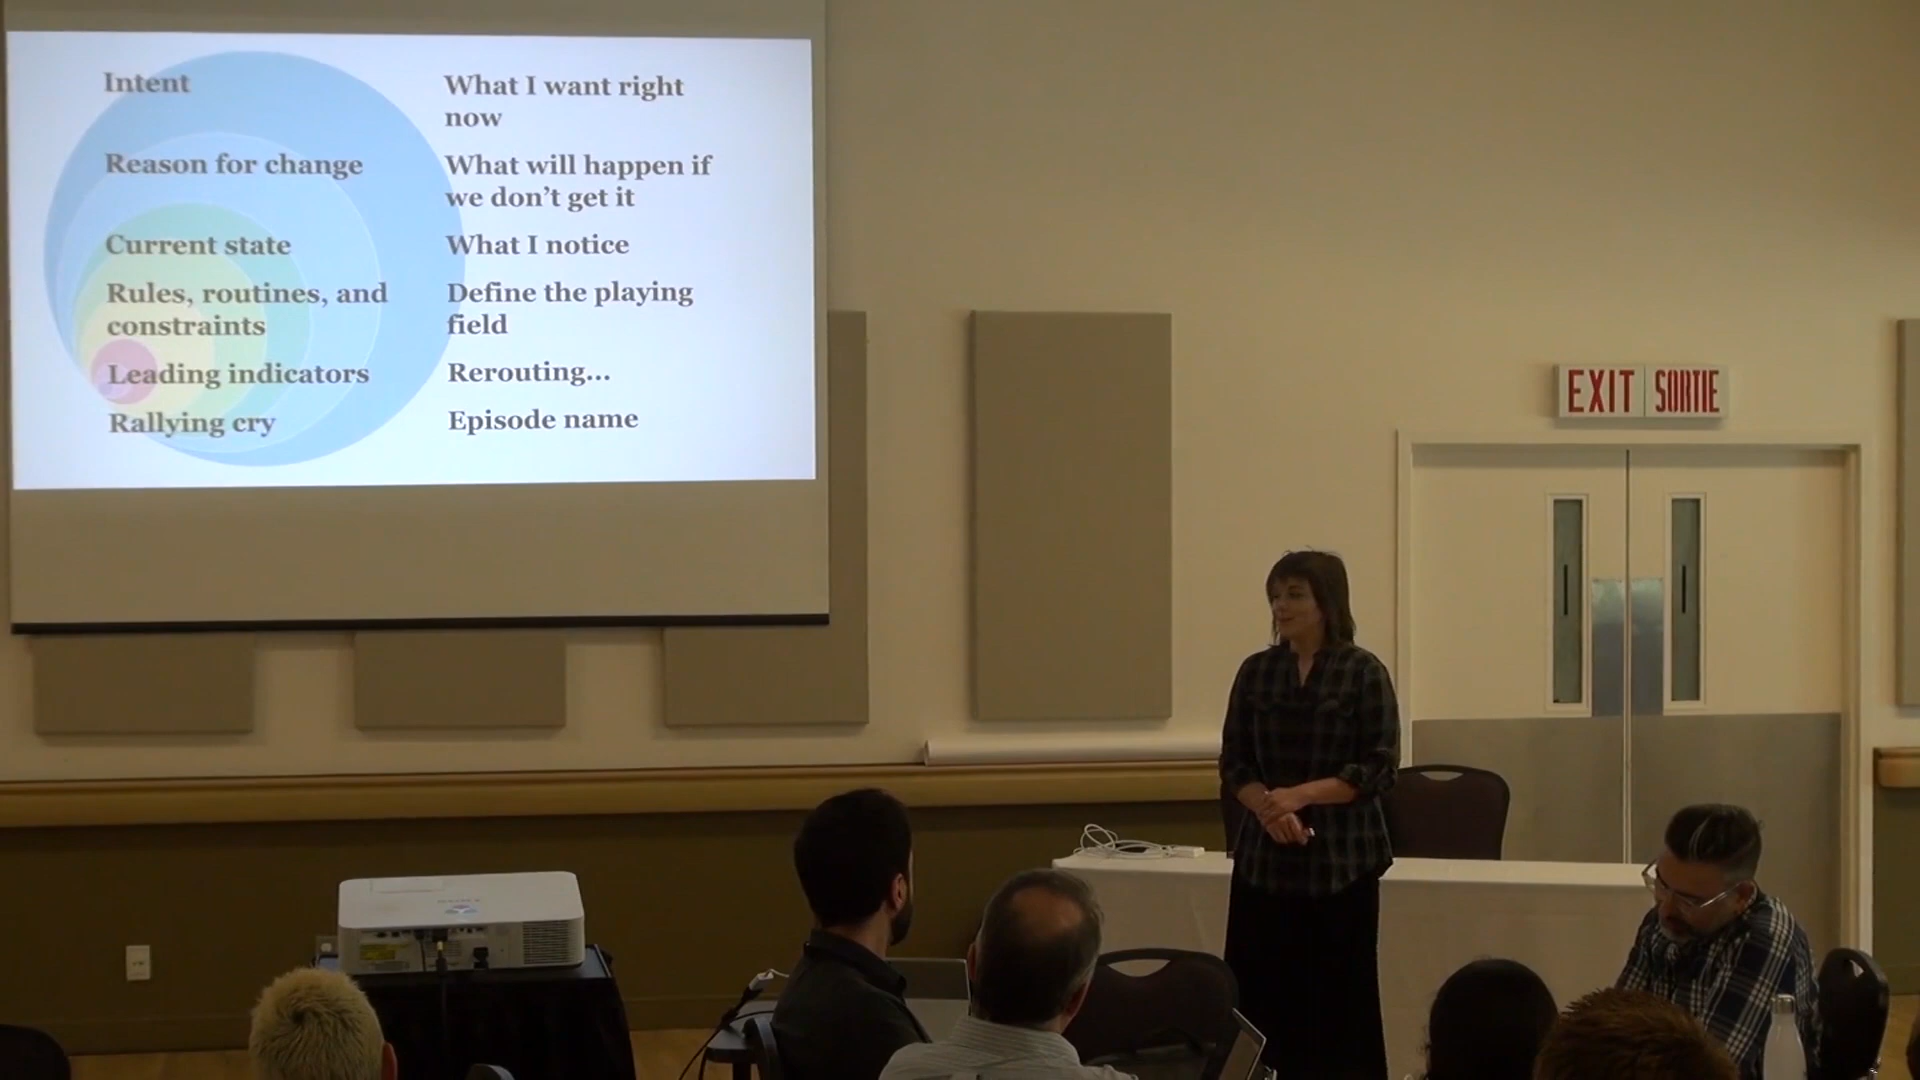 Intent
What I want right
now
Reason for change
What will happen if
we don't get it
Current state
What I notice
Rules, routines, and
constraints
Define the playing
field
Leading indicators
Rerouting...
Rallying cry
Episode name
EXIT SORTIE